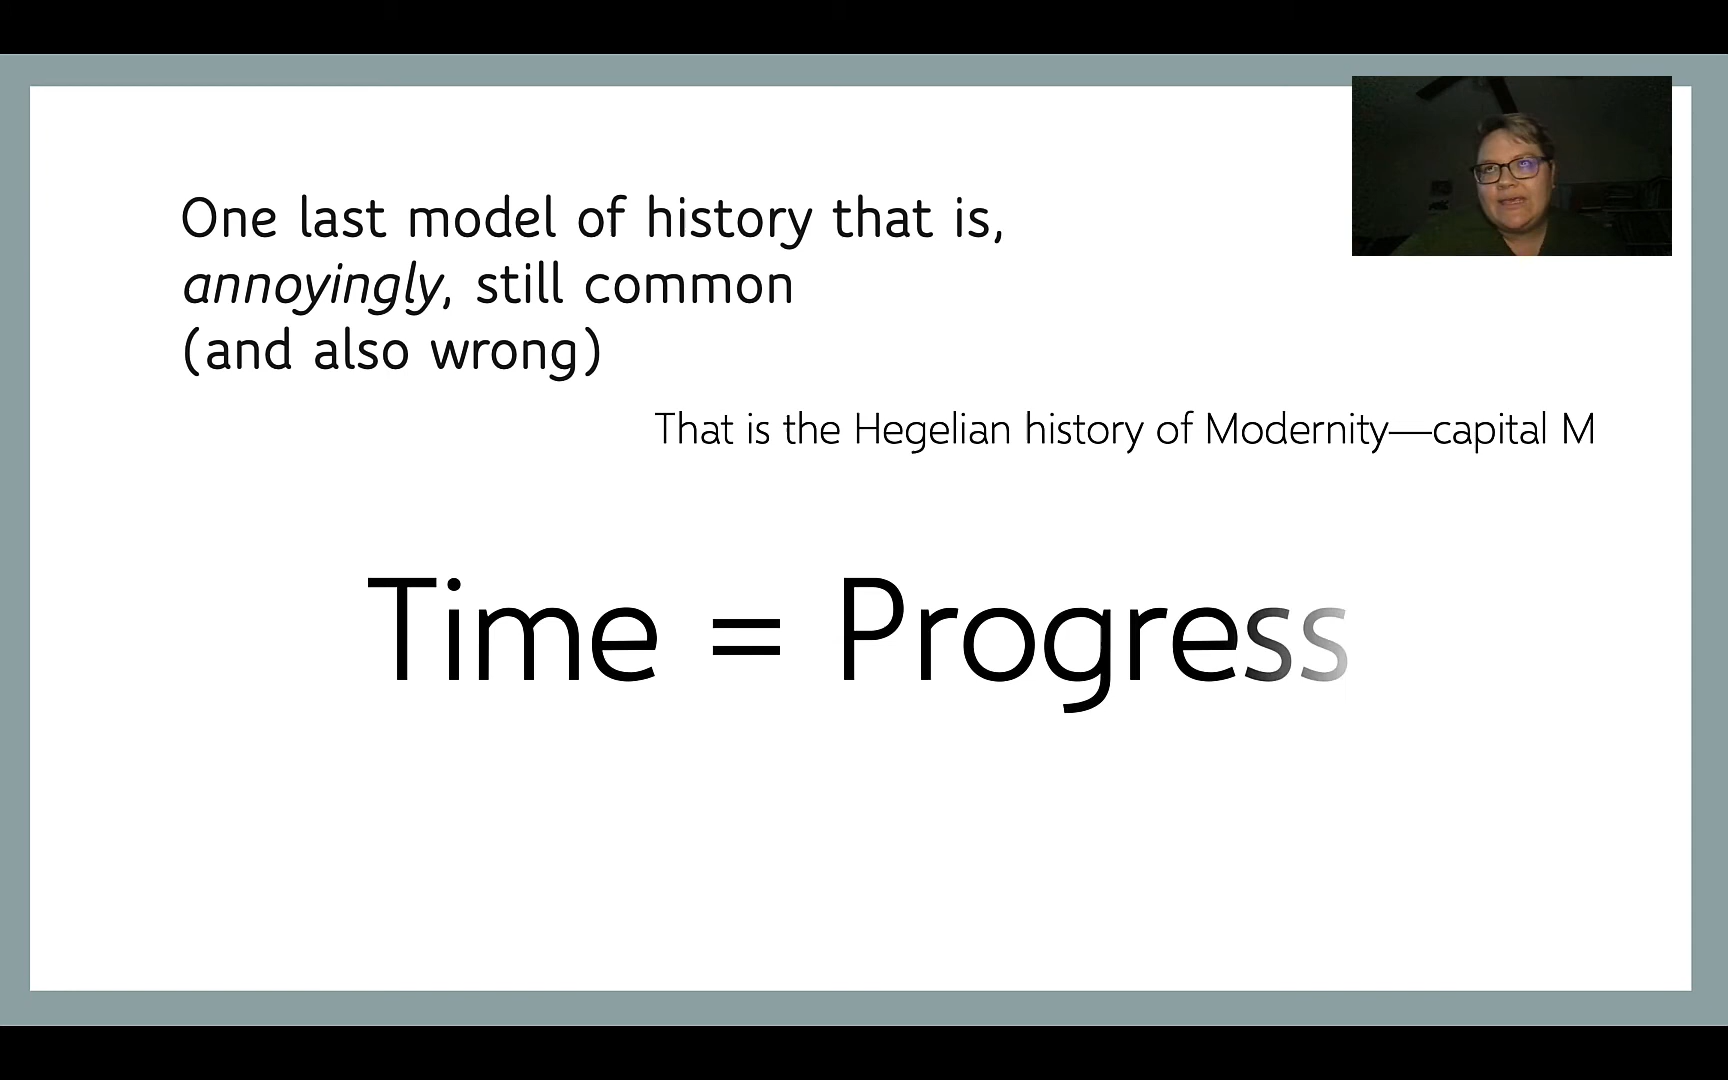 One last model of history that is,
annoyingly, still common
(and also wrong)
That is the Hegelian history of Modernity—capital M
Time = Progress